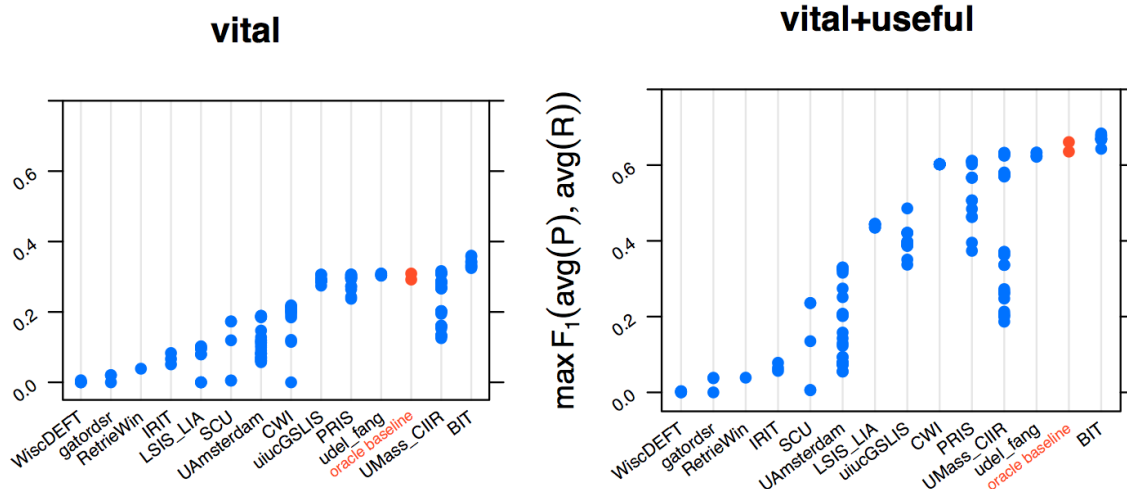 vital
vital+useful
0.6
0.4
0.2
0.0
WiscDEFT
gatordsr
RetrieWin
IRIT
LSIS_LIA
SCU
UAmsterdam
CWI
uiucGSLIS
PRIS
udel_fang
oracle baseline
UMass_CIIR
BIT
max F1(avg(P), avg(R))
0.6
0.4
0.2
0.0
WiscDEFT
gatordsr
RetrieWin
IRIT
SCU
UAmsterdam
LSIS_LIA
uiucGSLIS
CWI
PRIS
UMass_CIIR
udel_fang
oracle baseline
BIT